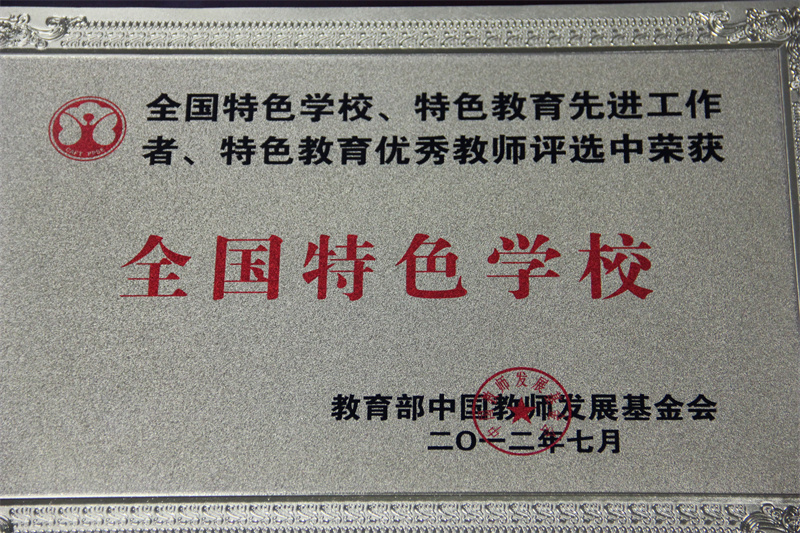 全国特色学校、特色教育先进工作
者、特色教育优秀教师评选中荣获
全国特色学校
教育部中国教师发展基金会
二〇一二年七月